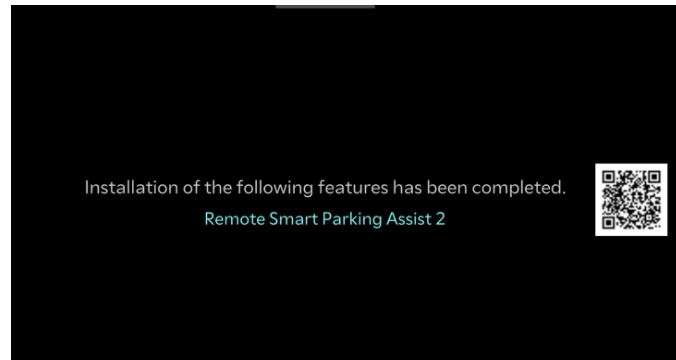 Installation of the following features has been completed.
Remote Smart Parking Assist 2